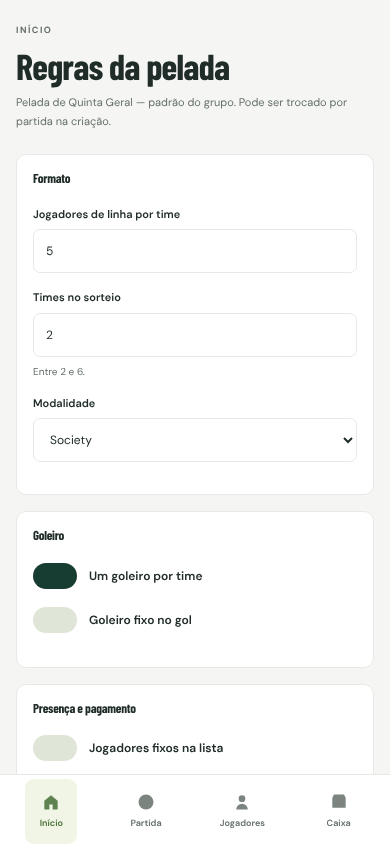 INÍCIO
Regras da pelada
Pelada de Quinta Geral — padrão do grupo. Pode ser trocado por
partida na criação.
Formato
Jogadores de linha por time
5
Times no sorteio
2
Entre 2 e 6.
Modalidade
Society
Goleiro
Um goleiro por time
Goleiro fixo no gol
Presença e pagamento
Jogadores fixos na lista
Início
Partida
Jogadores
Caixa